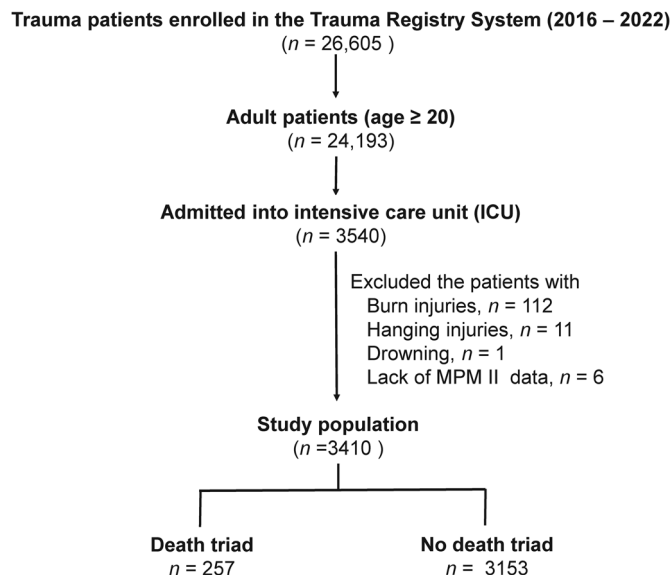 Trauma patients enrolled in the Trauma Registry System (2016 – 2022)
(n = 26,605 )
Adult patients (age ≥ 20)
(n = 24,193)
Admitted into intensive care unit (ICU)
(n = 3540)
Excluded the patients with
Burn injuries, n = 112
Hanging injuries, n = 11
Drowning, n = 1
Lack of MPM II data, n = 6
Study population
(n =3410 )
Death triad
n = 257
No death triad
n = 3153